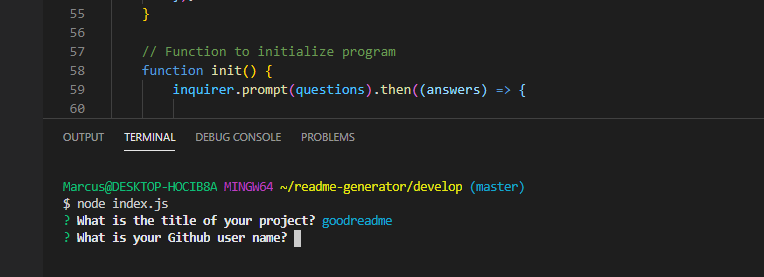 55 }
56
57 // Function to initialize program
58 function init() {
59 inquirer.prompt(questions).then((answers) => {
60
OUTPUT TERMINAL DEBUG CONSOLE PROBLEMS
Marcus@DESKTOP-HOCIB8A MINGW64 ~/readme-generator/develop (master)
$ node index.js
? What is the title of your project? goodreadme
? What is your Github user name?